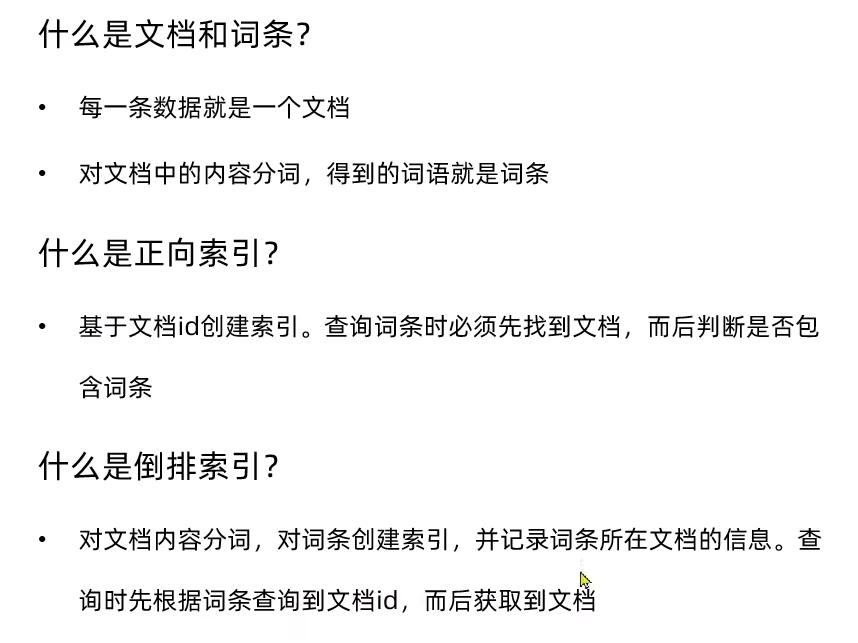 什么是文档和词条？
• 每一条数据就是一个文档
• 对文档中的内容分词，得到的词语就是词条
什么是正向索引？
• 基于文档id创建索引。查询词条时必须先找到文档，而后判断是否包
含词条
什么是倒排索引？
• 对文档内容分词，对词条创建索引，并记录词条所在文档的信息。查
询时先根据词条查询到文档id，而后获取到文档